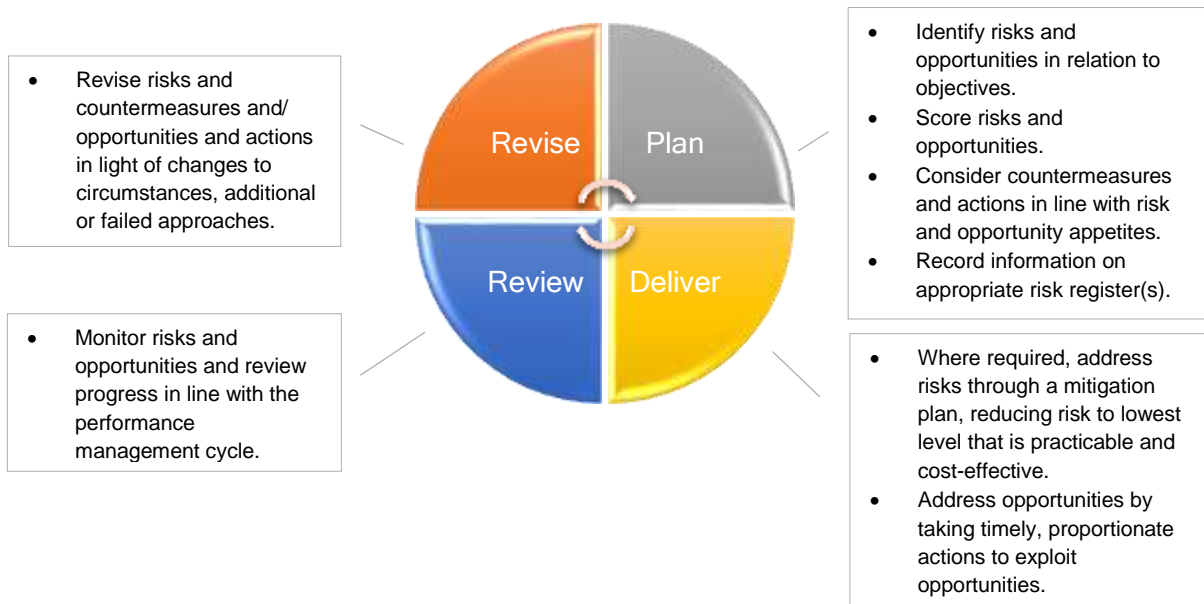 • Revise risks and
countermeasures and/
opportunities and actions
in light of changes to
circumstances, additional
or failed approaches.
Revise
Plan
• Identify risks and
opportunities in relation to
objectives.
• Score risks and
opportunities.
• Consider countermeasures
and actions in line with risk
and opportunity appetites.
• Record information on
appropriate risk register(s).
• Monitor risks and
opportunities and review
progress in line with the
performance
management cycle.
Review
Deliver
• Where required, address
risks through a mitigation
plan, reducing risk to lowest
level that is practicable and
cost-effective.
• Address opportunities by
taking timely, proportionate
actions to exploit
opportunities.